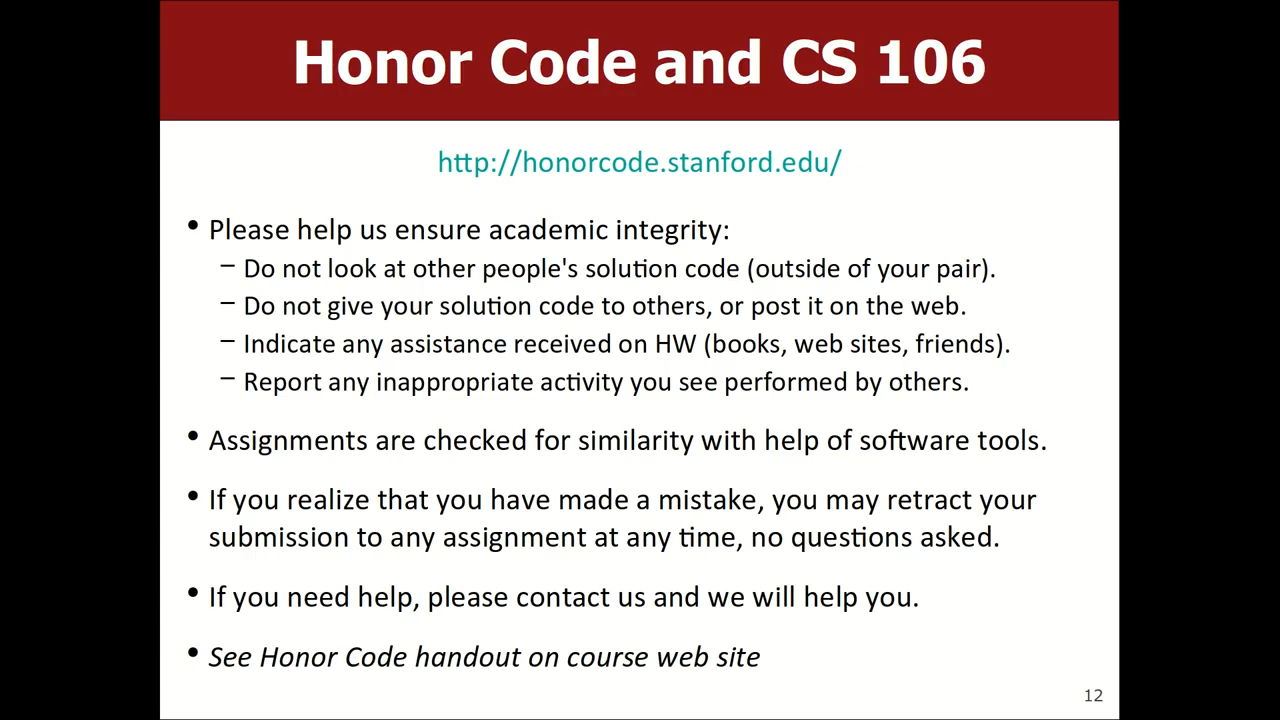 Honor Code and CS 106
http://honorcode.stanford.edu/
• Please help us ensure academic integrity:
– Do not look at other people's solution code (outside of your pair).
– Do not give your solution code to others, or post it on the web.
– Indicate any assistance received on HW (books, web sites, friends).
– Report any inappropriate activity you see performed by others.
• Assignments are checked for similarity with help of software tools.
• If you realize that you have made a mistake, you may retract your
submission to any assignment at any time, no questions asked.
• If you need help, please contact us and we will help you.
• See Honor Code handout on course web site
12